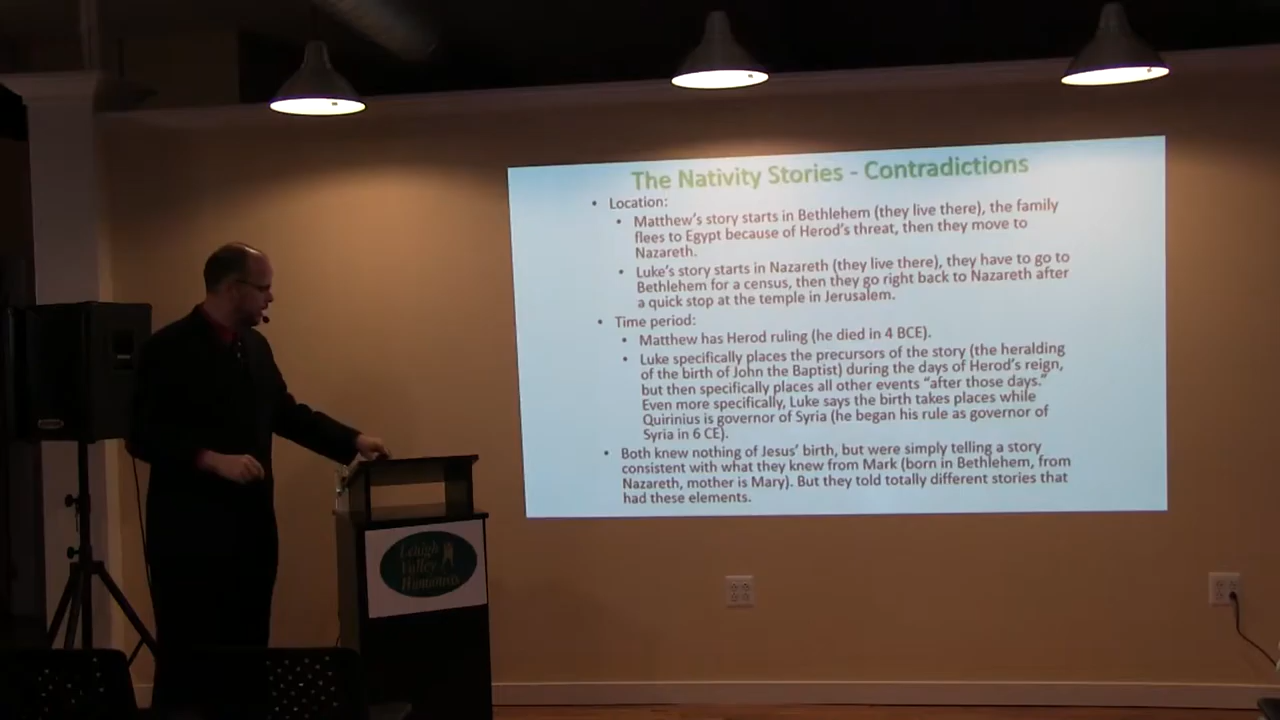 The Nativity Stories - Contradictions
• Location:
• Matthew's story starts in Bethlehem (they live there), the family
flees to Egypt because of Herod's threat, then they move to
Nazareth.
• Luke's story starts in Nazareth (they live there), they have to go to
Bethlehem for a census, then they go right back to Nazareth after
a quick stop at the temple in Jerusalem.
• Time period:
• Matthew has Herod ruling (he died in 4 BCE).
• Luke specifically places the precursors of the story (the heralding
of the birth of John the Baptist) during the days of Herod's reign,
but then specifically places all other events “after those days.”
Even more specifically, Luke says the birth takes places while
Quirinius is governor of Syria (he began his rule as governor of
Syria in 6 CE).
• Both knew nothing of Jesus' birth, but were simply telling a story
consistent with what they knew from Mark (born in Bethlehem, from
Nazareth, mother is Mary). But they told totally different stories that
had these elements.
Lehigh
Valley
Humanists